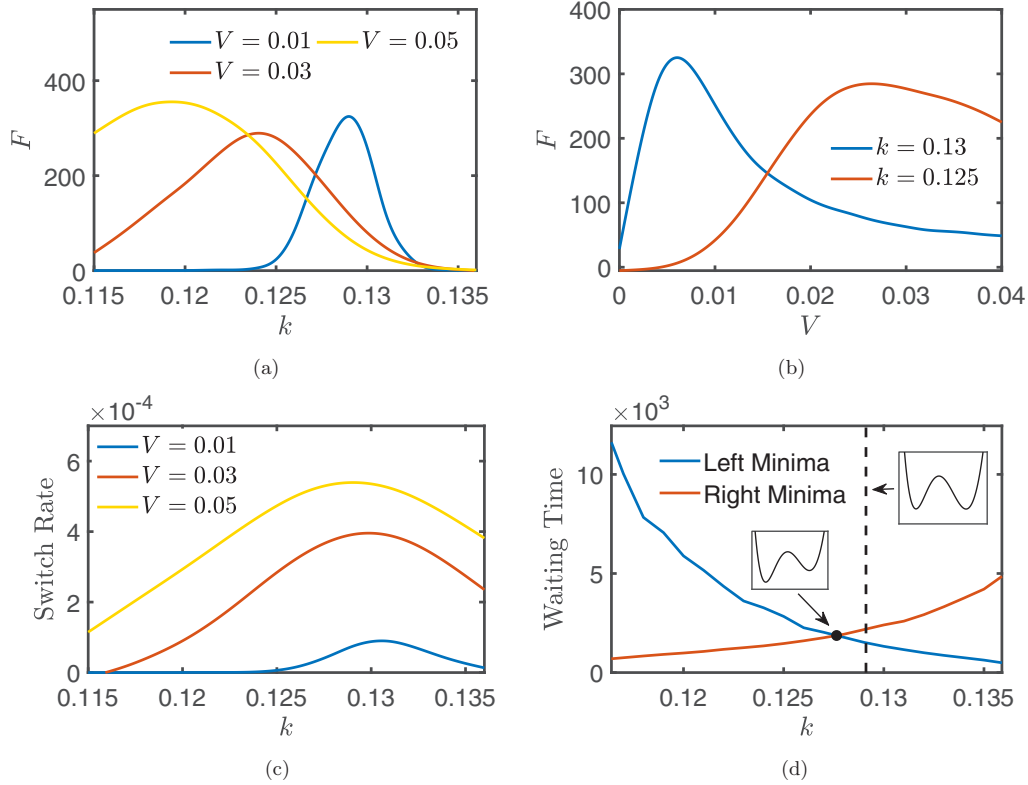 V = 0.01
V = 0.05
V = 0.03
400
200
0
F
0.115
0.12
0.125
0.13
0.135
k
(a)
400
300
200
100
0
F
k = 0.13
k = 0.125
0
0.01
0.02
0.03
0.04
V
(b)
×10⁻⁴
V = 0.01
V = 0.03
V = 0.05
6
4
2
0
Switch Rate
0.115
0.12
0.125
0.13
0.135
k
(c)
×10³
Left Minima
Right Minima
10
5
0
Waiting Time
0.12
0.125
0.13
0.135
k
(d)